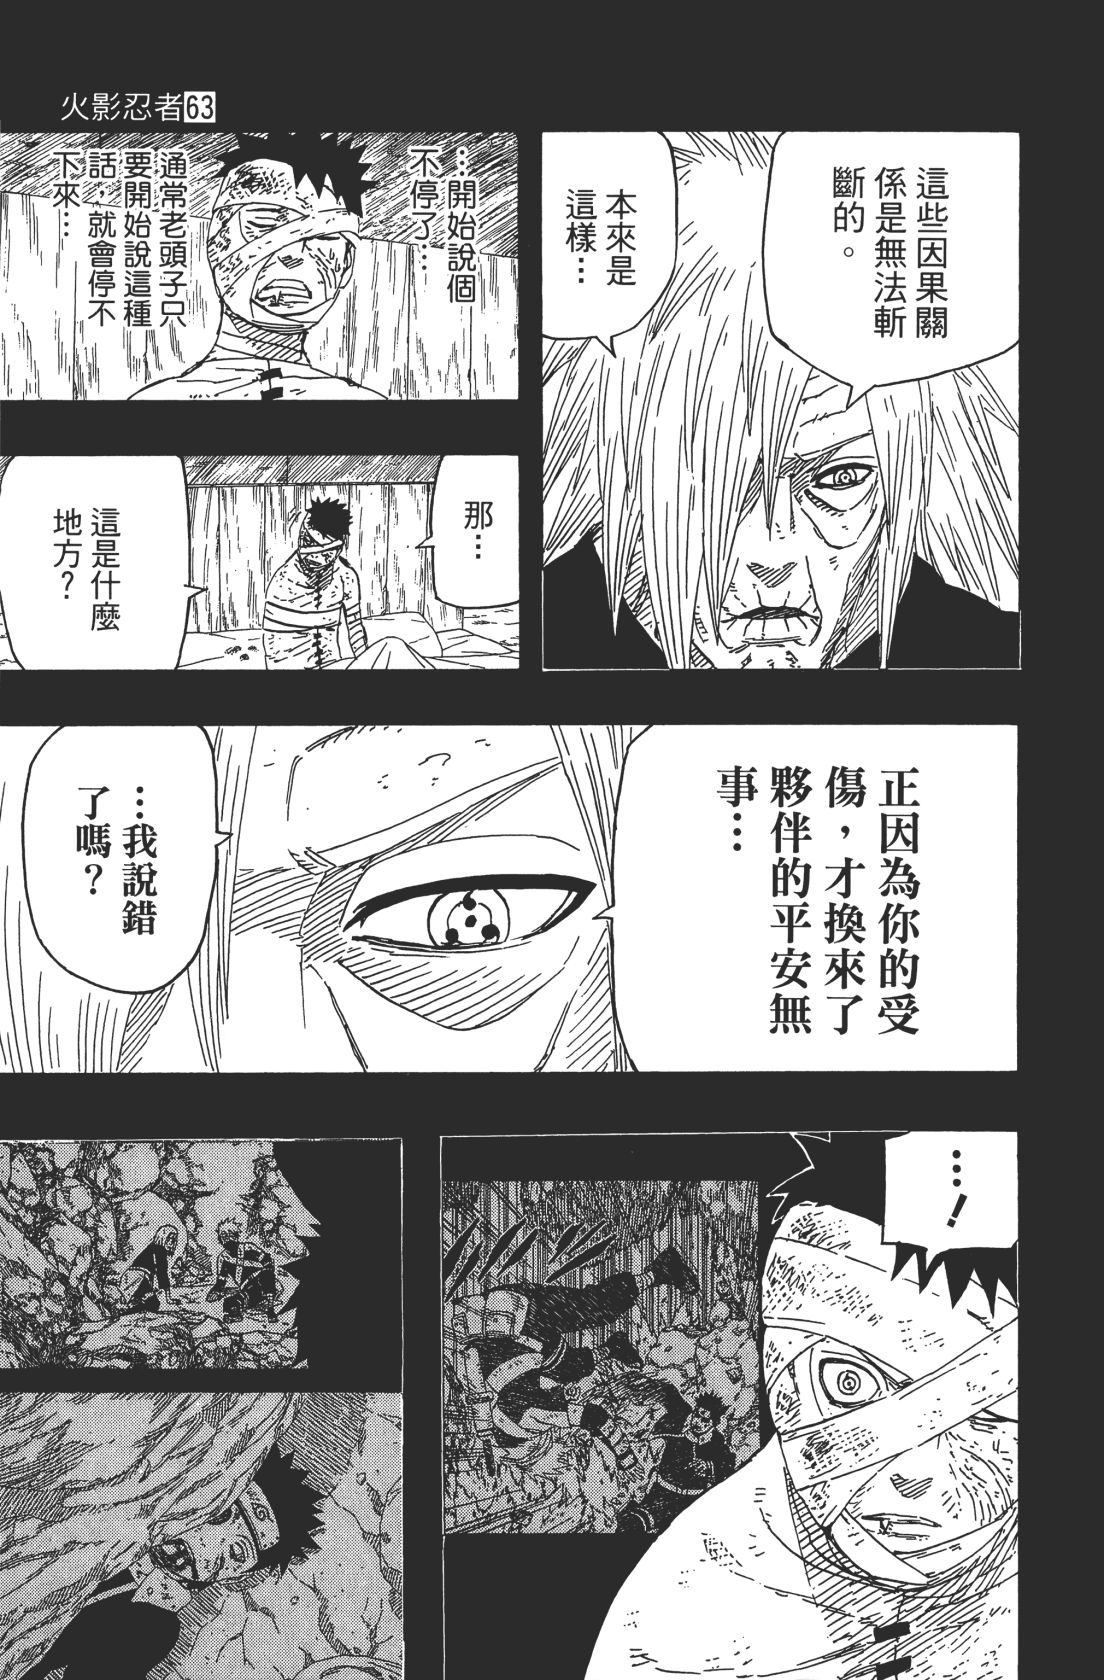 火影忍者63
這些因果關
係是無法斬
斷的。
本來是
這樣…
…開始說個
不停了…
通常老頭子只
要開始說這種
話，就會停不
下來…
那…
這是什麼
地方？
正因為你的受
傷，才換來了
夥伴的平安無
事…
…我說錯
了嗎？
…！